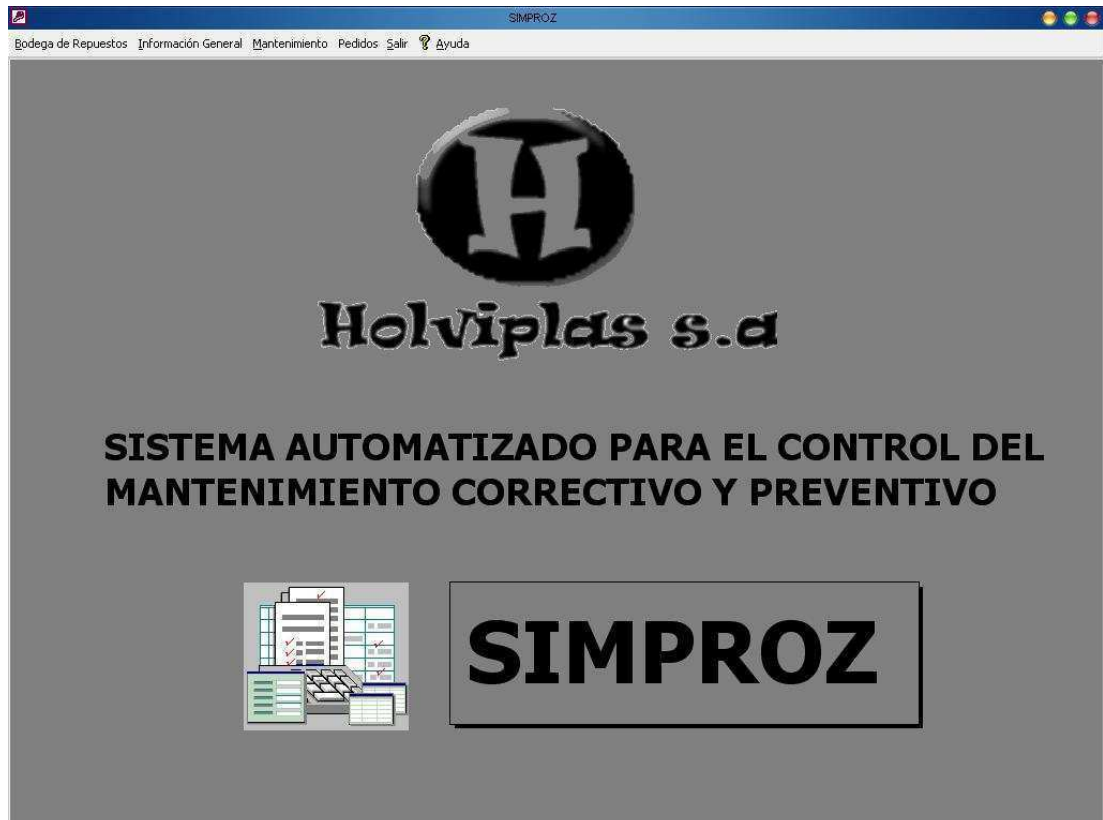 SIMPROZ
Bodega de Repuestos Información General Mantenimiento Pedidos Salir ? Ayuda
H
Holviplas s.a
SISTEMA AUTOMATIZADO PARA EL CONTROL DEL
MANTENIMIENTO CORRECTIVO Y PREVENTIVO
SIMPROZ